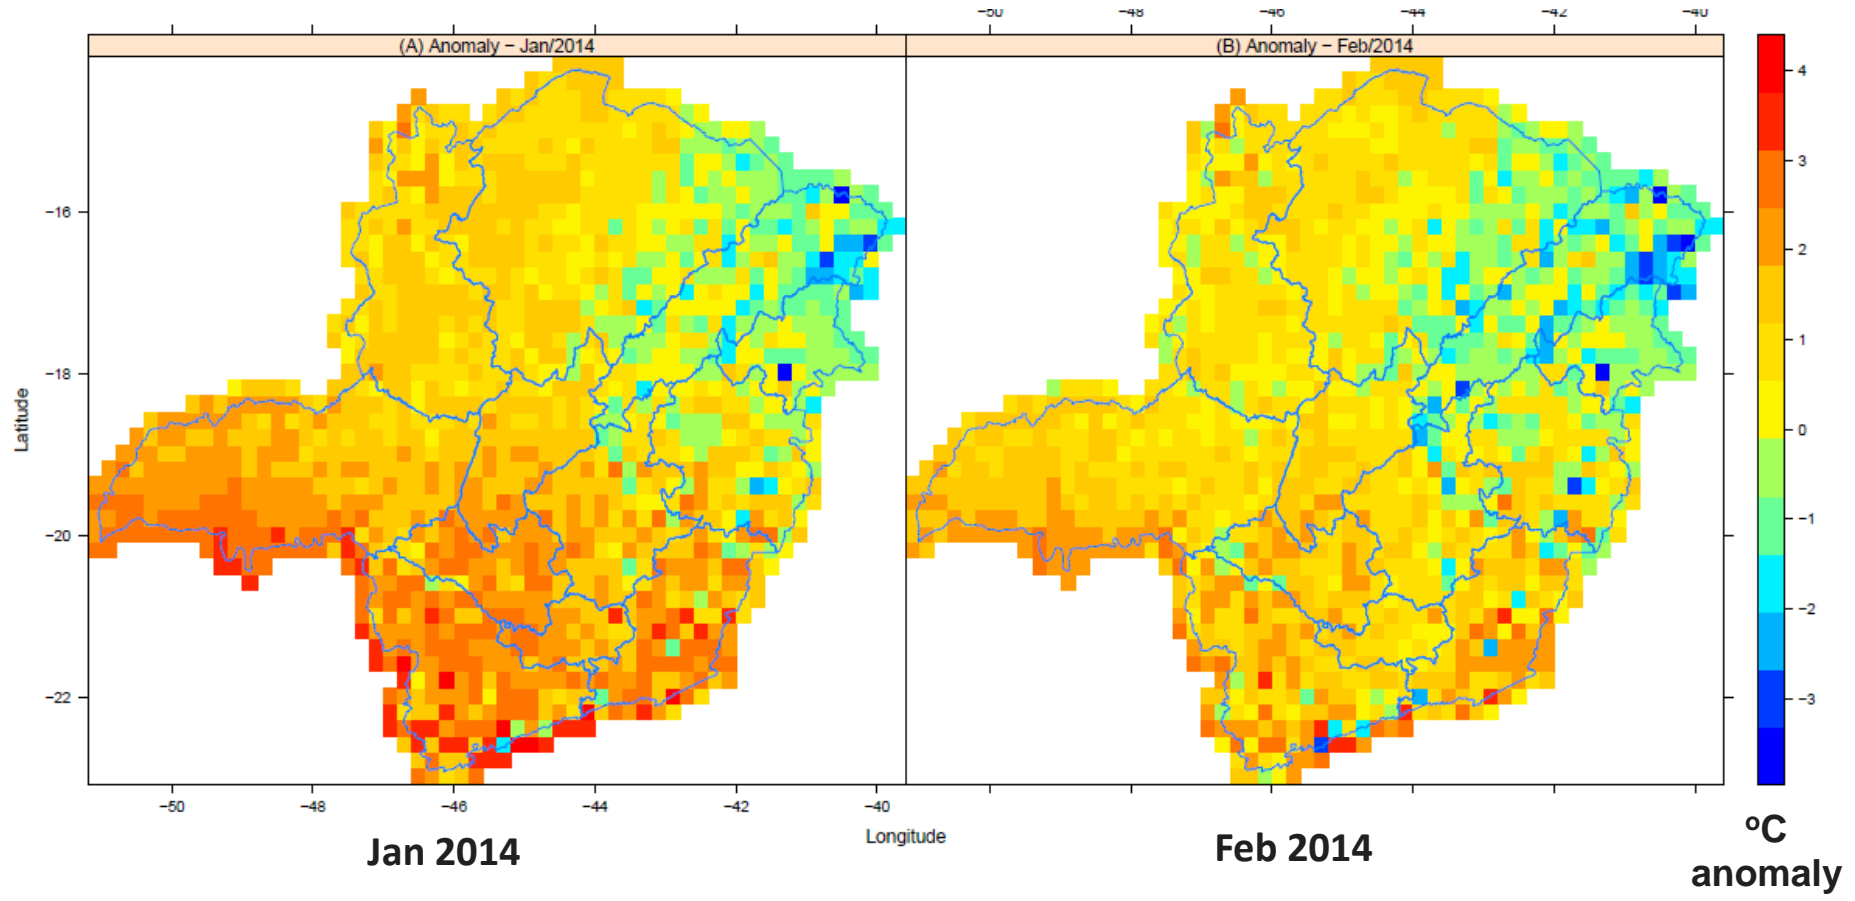 −50 −48 −46 −44 −42 −40
(A) Anomaly − Jan/2014
(B) Anomaly − Feb/2014
4
3
2
1
0
−1
−2
−3
−16
−18
−20
−22
Latitude
−50 −48 −46 −44 −42 −40
Longitude
Jan 2014
Feb 2014
ºC
anomaly